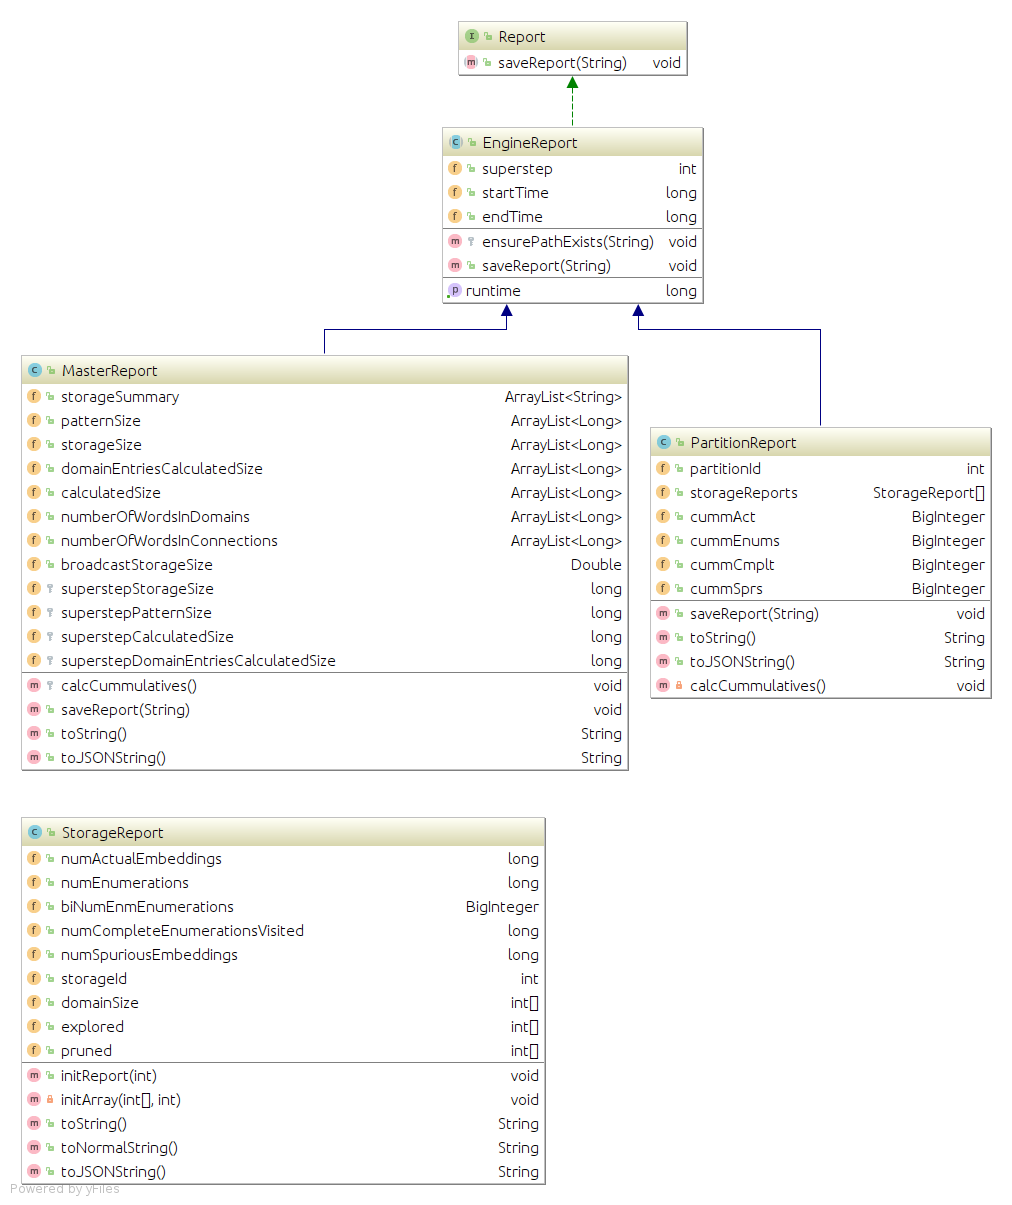 Report
saveReport(String) void
EngineReport
superstep int
startTime long
endTime long
ensurePathExists(String) void
saveReport(String) void
runtime long
MasterReport
storageSummary ArrayList<String>
patternSize ArrayList<Long>
storageSize ArrayList<Long>
domainEntriesCalculatedSize ArrayList<Long>
calculatedSize ArrayList<Long>
numberOfWordsInDomains ArrayList<Long>
numberOfWordsInConnections ArrayList<Long>
broadcastStorageSize Double
superstepStorageSize long
superstepPatternSize long
superstepCalculatedSize long
superstepDomainEntriesCalculatedSize long
calcCummulatives() void
saveReport(String) void
toString() String
toJSONString() String
PartitionReport
partitionId int
storageReports StorageReport[]
cummAct BigInteger
cummEnums BigInteger
cummCmplt BigInteger
cummSprs BigInteger
saveReport(String) void
toString() String
toJSONString() String
calcCummulatives() void
StorageReport
numActualEmbeddings long
numEnumerations long
biNumEnmEnumerations BigInteger
numCompleteEnumerationsVisited long
numSpuriousEmbeddings long
storageId int
domainSize int[]
explored int[]
pruned int[]
initReport(int) void
initArray(int[], int) void
toString() String
toNormalString() String
toJSONString() String
Powered by yFiles